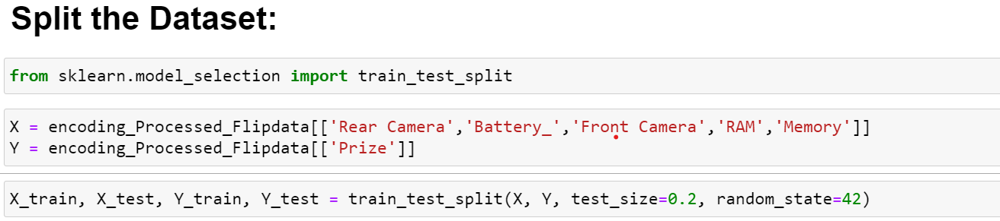 Split the Dataset:
from sklearn.model_selection import train_test_split
X = encoding_Processed_Flipdata[['Rear Camera','Battery_','Front Camera','RAM','Memory']]
Y = encoding_Processed_Flipdata[['Prize']]
X_train, X_test, Y_train, Y_test = train_test_split(X, Y, test_size=0.2, random_state=42)